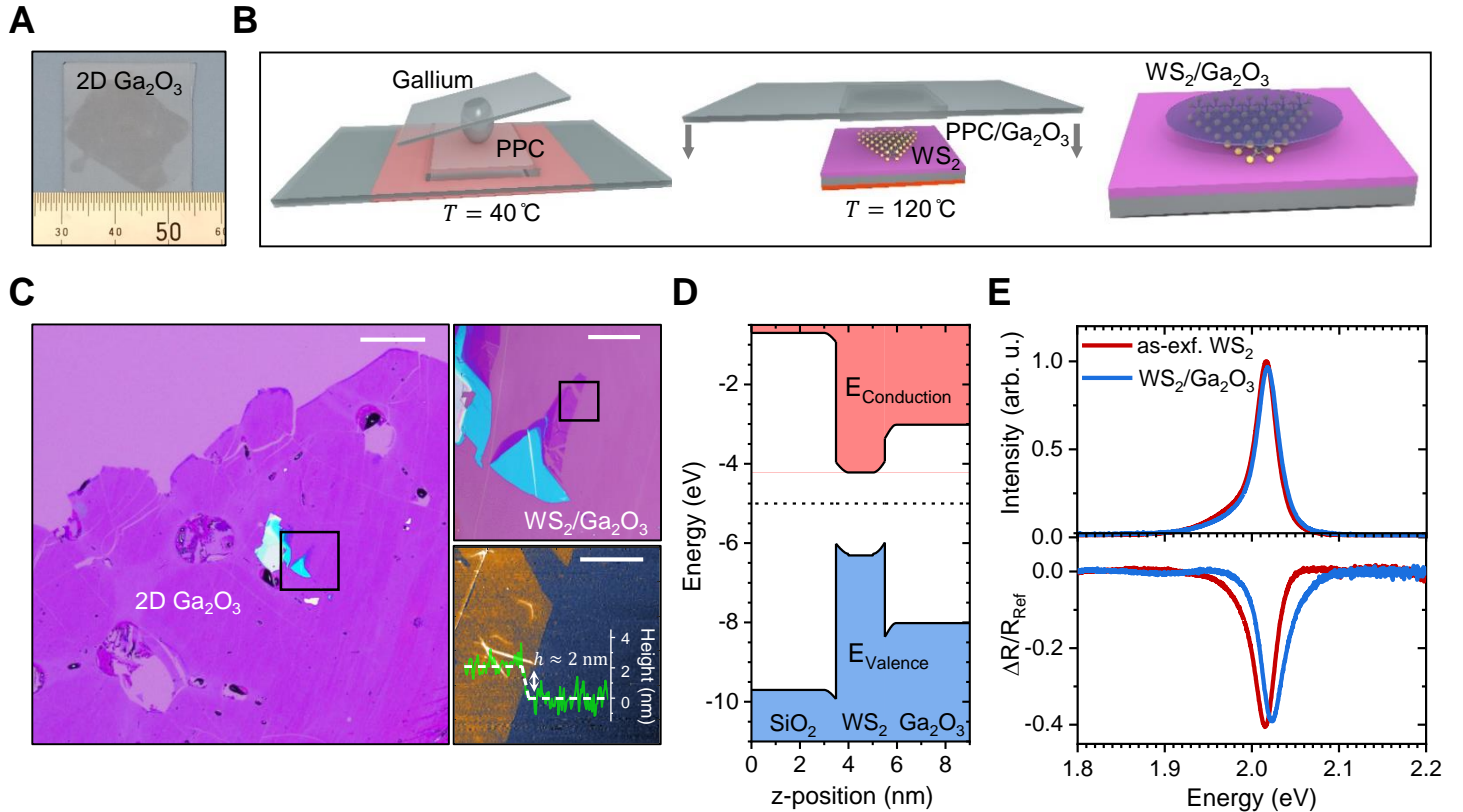 A
2D Ga₂O₃
30
40
50
60
B
Gallium
PPC
T = 40 ℃
PPC/Ga₂O₃
WS₂
T = 120 ℃
WS₂/Ga₂O₃
C
2D Ga₂O₃
WS₂/Ga₂O₃
h ≈ 2 nm
4
2
0
Height (nm)
D
Energy (eV)
-2
-4
-6
-8
-10
E_Conduction
E_Valence
SiO₂ WS₂ Ga₂O₃
0 2 4 6 8
z-position (nm)
E
Intensity (arb. u.)
1.0
0.5
0.0
as-exf. WS₂
WS₂/Ga₂O₃
ΔR/R_Ref
0.0
-0.2
-0.4
1.8 1.9 2.0 2.1 2.2
Energy (eV)